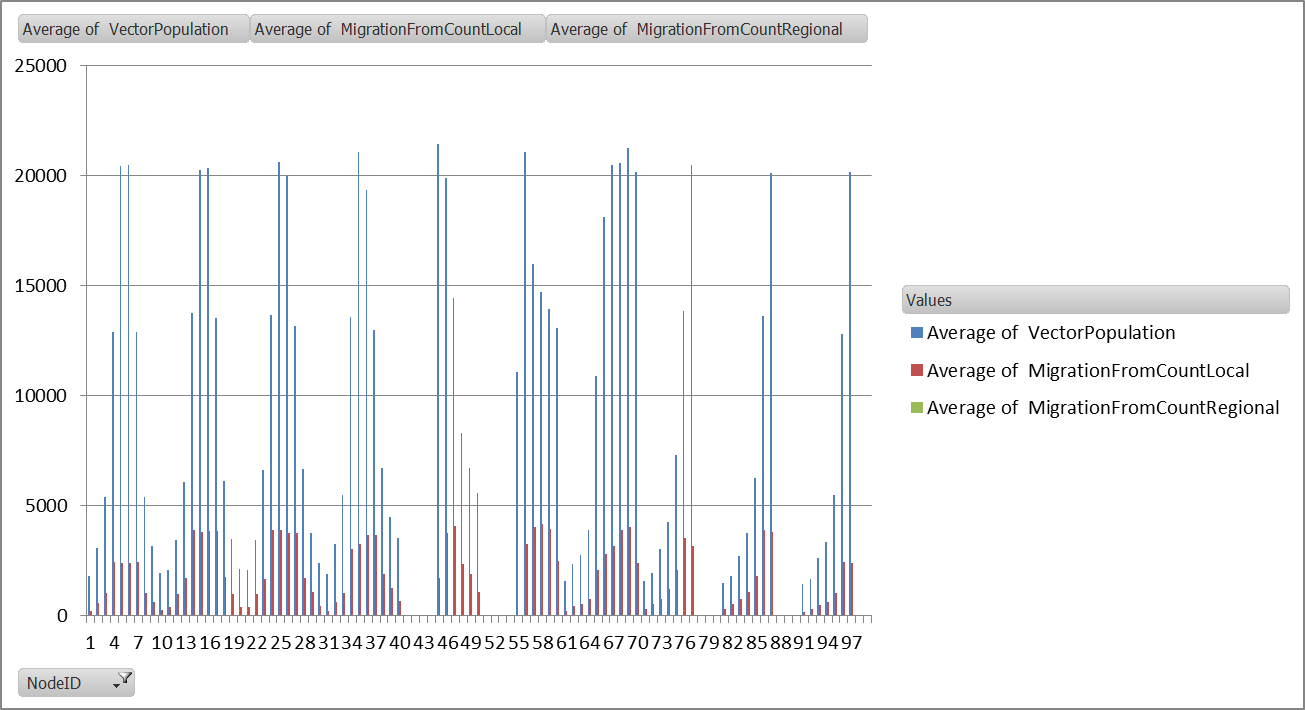 Average of VectorPopulation Average of MigrationFromCountLocal Average of MigrationFromCountRegional
25000
20000
15000
10000
5000
0
Values
Average of VectorPopulation
Average of MigrationFromCountLocal
Average of MigrationFromCountRegional
1 4 7 10 13 16 19 22 25 28 31 34 37 40 43 46 49 52 55 58 61 64 67 70 73 76 79 82 85 88 91 94 97
NodeID